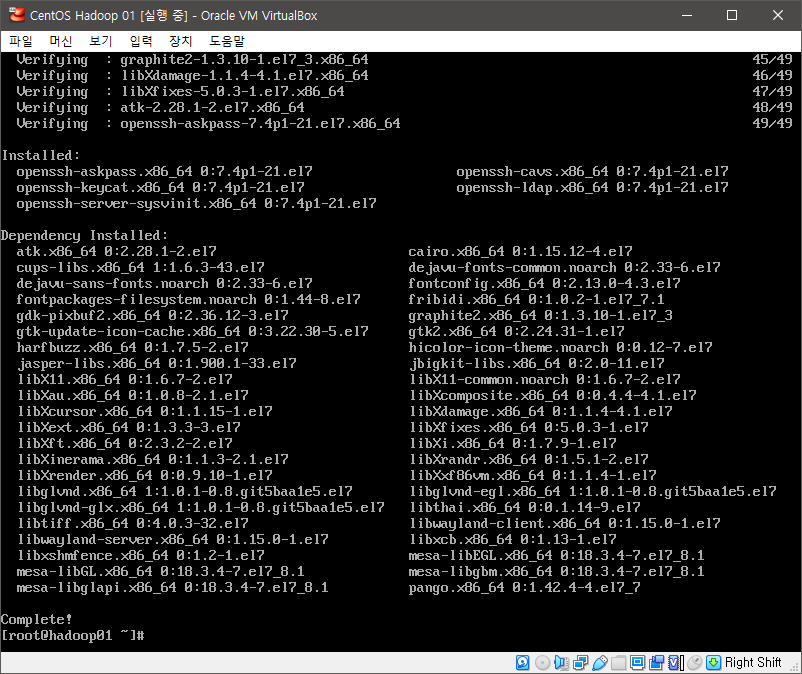 CentOS Hadoop 01 [실행 중] - Oracle VM VirtualBox
파일 머신 보기 입력 장치 도움말
Verifying : graphite2-1.3.10-1.el7_3.x86_64 45/49
Verifying : libXdamage-1.1.4-4.1.el7.x86_64 46/49
Verifying : libXfixes-5.0.3-1.el7.x86_64 47/49
Verifying : atk-2.28.1-2.el7.x86_64 48/49
Verifying : openssh-askpass-7.4p1-21.el7.x86_64 49/49
Installed:
openssh-askpass.x86_64 0:7.4p1-21.el7 openssh-cavs.x86_64 0:7.4p1-21.el7
openssh-keycat.x86_64 0:7.4p1-21.el7 openssh-ldap.x86_64 0:7.4p1-21.el7
openssh-server-sysvinit.x86_64 0:7.4p1-21.el7
Dependency Installed:
atk.x86_64 0:2.28.1-2.el7 cairo.x86_64 0:1.15.12-4.el7
cups-libs.x86_64 1:1.6.3-43.el7 dejavu-fonts-common.noarch 0:2.33-6.el7
dejavu-sans-fonts.noarch 0:2.33-6.el7 fontconfig.x86_64 0:2.13.0-4.3.el7
fontpackages-filesystem.noarch 0:1.44-8.el7 fribidi.x86_64 0:1.0.2-1.el7_7.1
gdk-pixbuf2.x86_64 0:2.36.12-3.el7 graphite2.x86_64 0:1.3.10-1.el7_3
gtk-update-icon-cache.x86_64 0:3.22.30-5.el7 gtk2.x86_64 0:2.24.31-1.el7
harfbuzz.x86_64 0:1.7.5-2.el7 hicolor-icon-theme.noarch 0:0.12-7.el7
jasper-libs.x86_64 0:1.900.1-33.el7 jbigkit-libs.x86_64 0:2.0-11.el7
libX11.x86_64 0:1.6.7-2.el7 libX11-common.noarch 0:1.6.7-2.el7
libXau.x86_64 0:1.0.8-2.1.el7 libXcomposite.x86_64 0:0.4.4-4.1.el7
libXcursor.x86_64 0:1.1.15-1.el7 libXdamage.x86_64 0:1.1.4-4.1.el7
libXext.x86_64 0:1.3.3-3.el7 libXfixes.x86_64 0:5.0.3-1.el7
libXft.x86_64 0:2.3.2-2.el7 libXi.x86_64 0:1.7.9-1.el7
libXinerama.x86_64 0:1.1.3-2.1.el7 libXrandr.x86_64 0:1.5.1-2.el7
libXrender.x86_64 0:0.9.10-1.el7 libXxf86vm.x86_64 0:1.1.4-1.el7
libglvnd.x86_64 1:1.0.1-0.8.git5baa1e5.el7 libglvnd-egl.x86_64 1:1.0.1-0.8.git5baa1e5.el7
libglvnd-glx.x86_64 1:1.0.1-0.8.git5baa1e5.el7 libthai.x86_64 0:0.1.14-9.el7
libtiff.x86_64 0:4.0.3-32.el7 libwayland-client.x86_64 0:1.15.0-1.el7
libwayland-server.x86_64 0:1.15.0-1.el7 libxcb.x86_64 0:1.13-1.el7
libxshmfence.x86_64 0:1.2-1.el7 mesa-libEGL.x86_64 0:18.3.4-7.el7_8.1
mesa-libGL.x86_64 0:18.3.4-7.el7_8.1 mesa-libgbm.x86_64 0:18.3.4-7.el7_8.1
mesa-libglapi.x86_64 0:18.3.4-7.el7_8.1 pango.x86_64 0:1.42.4-4.el7_7
Complete!
[root@hadoop01 ~]#
Right Shift